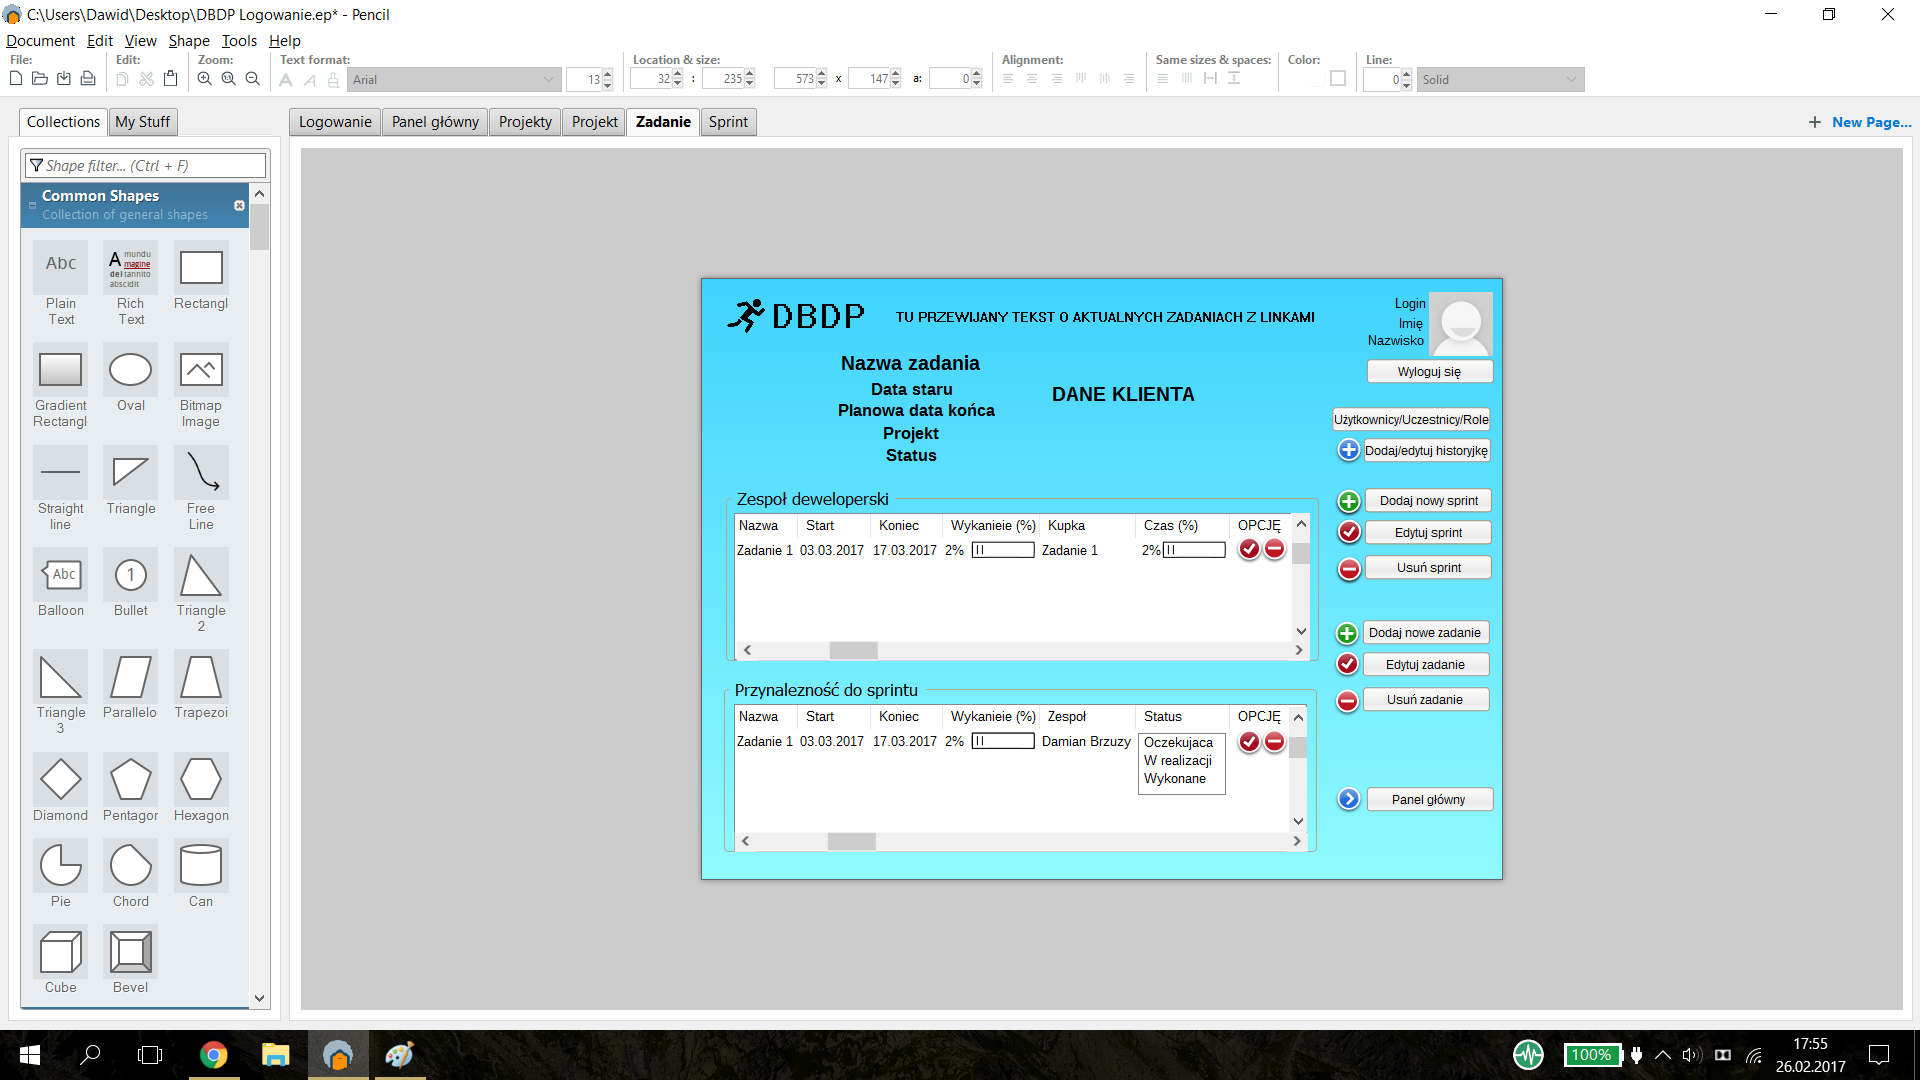 C:\Users\Dawid\Desktop\DBDP Logowanie.ep* - Pencil
Document Edit View Shape Tools Help
File: Edit: Zoom: Text format: Location & size: Alignment: Same sizes & spaces: Color: Line:
Arial 13 32 : 235 573 x 147 a: 0 0 Solid
Collections My Stuff
Logowanie Panel główny Projekty Projekt Zadanie Sprint
+ New Page...
Shape filter... (Ctrl + F)
Common Shapes
Collection of general shapes
Abc
A mundu
magine
del tannito
abscidit
Plain Text
Rich Text
Rectangl
Gradient Rectangl
Oval
Bitmap Image
Straight line
Triangle
Free Line
Abc
1
Balloon
Bullet
Triangle 2
Triangle 3
Parallelo
Trapezoi
Diamond
Pentagor
Hexagon
Pie
Chord
Can
Cube
Bevel
DBDP
TU PRZEWIJANY TEKST O AKTUALNYCH ZADANIACH Z LINKAMI
Login
Imię
Nazwisko
Wyloguj się
Nazwa zadania
Data staru
Planowa data końca
Projekt
Status
DANE KLIENTA
Użytkownicy/Uczestnicy/Role
Dodaj/edytuj historyjkę
Zespoł deweloperski
Nazwa Start Koniec Wykanieie (%) Kupka Czas (%) OPCJĘ
Zadanie 1 03.03.2017 17.03.2017 2% Zadanie 1 2%
Dodaj nowy sprint
Edytuj sprint
Usuń sprint
Dodaj nowe zadanie
Edytuj zadanie
Usuń zadanie
Przynalezność do sprintu
Nazwa Start Koniec Wykanieie (%) Zespoł Status OPCJĘ
Zadanie 1 03.03.2017 17.03.2017 2% Damian Brzuzy Oczekujaca
W realizacji
Wykonane
Panel główny
100%
17:55
26.02.2017